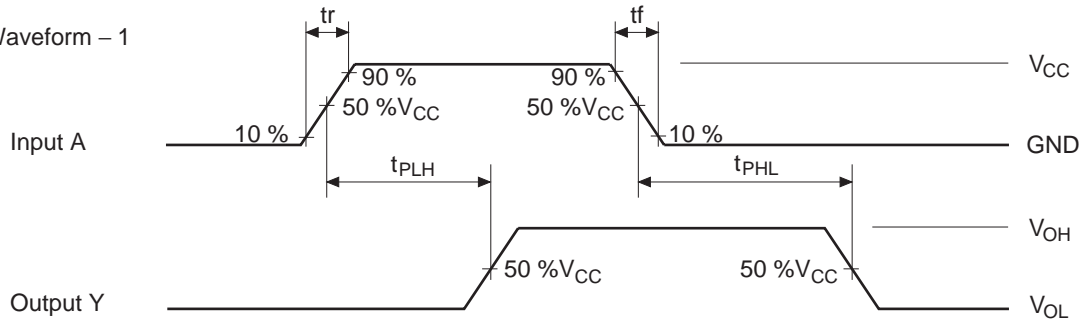 tr
tf
Waveform – 1
90 %
90 %
V_CC
50 %V_CC
50 %V_CC
10 %
10 %
Input A
GND
t_PLH
t_PHL
V_OH
50 %V_CC
50 %V_CC
Output Y
V_OL